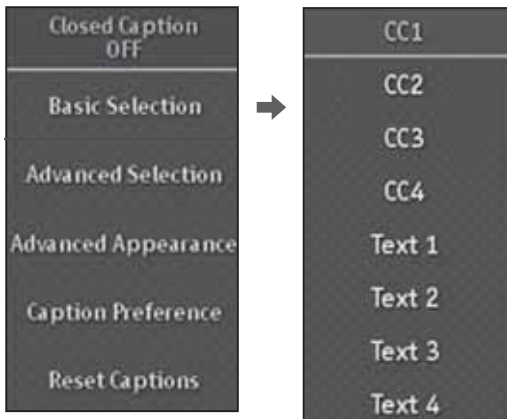 Closed Caption
OFF
Basic Selection
Advanced Selection
Advanced Appearance
Caption Preference
Reset Captions
CC1
CC2
CC3
CC4
Text 1
Text 2
Text 3
Text 4